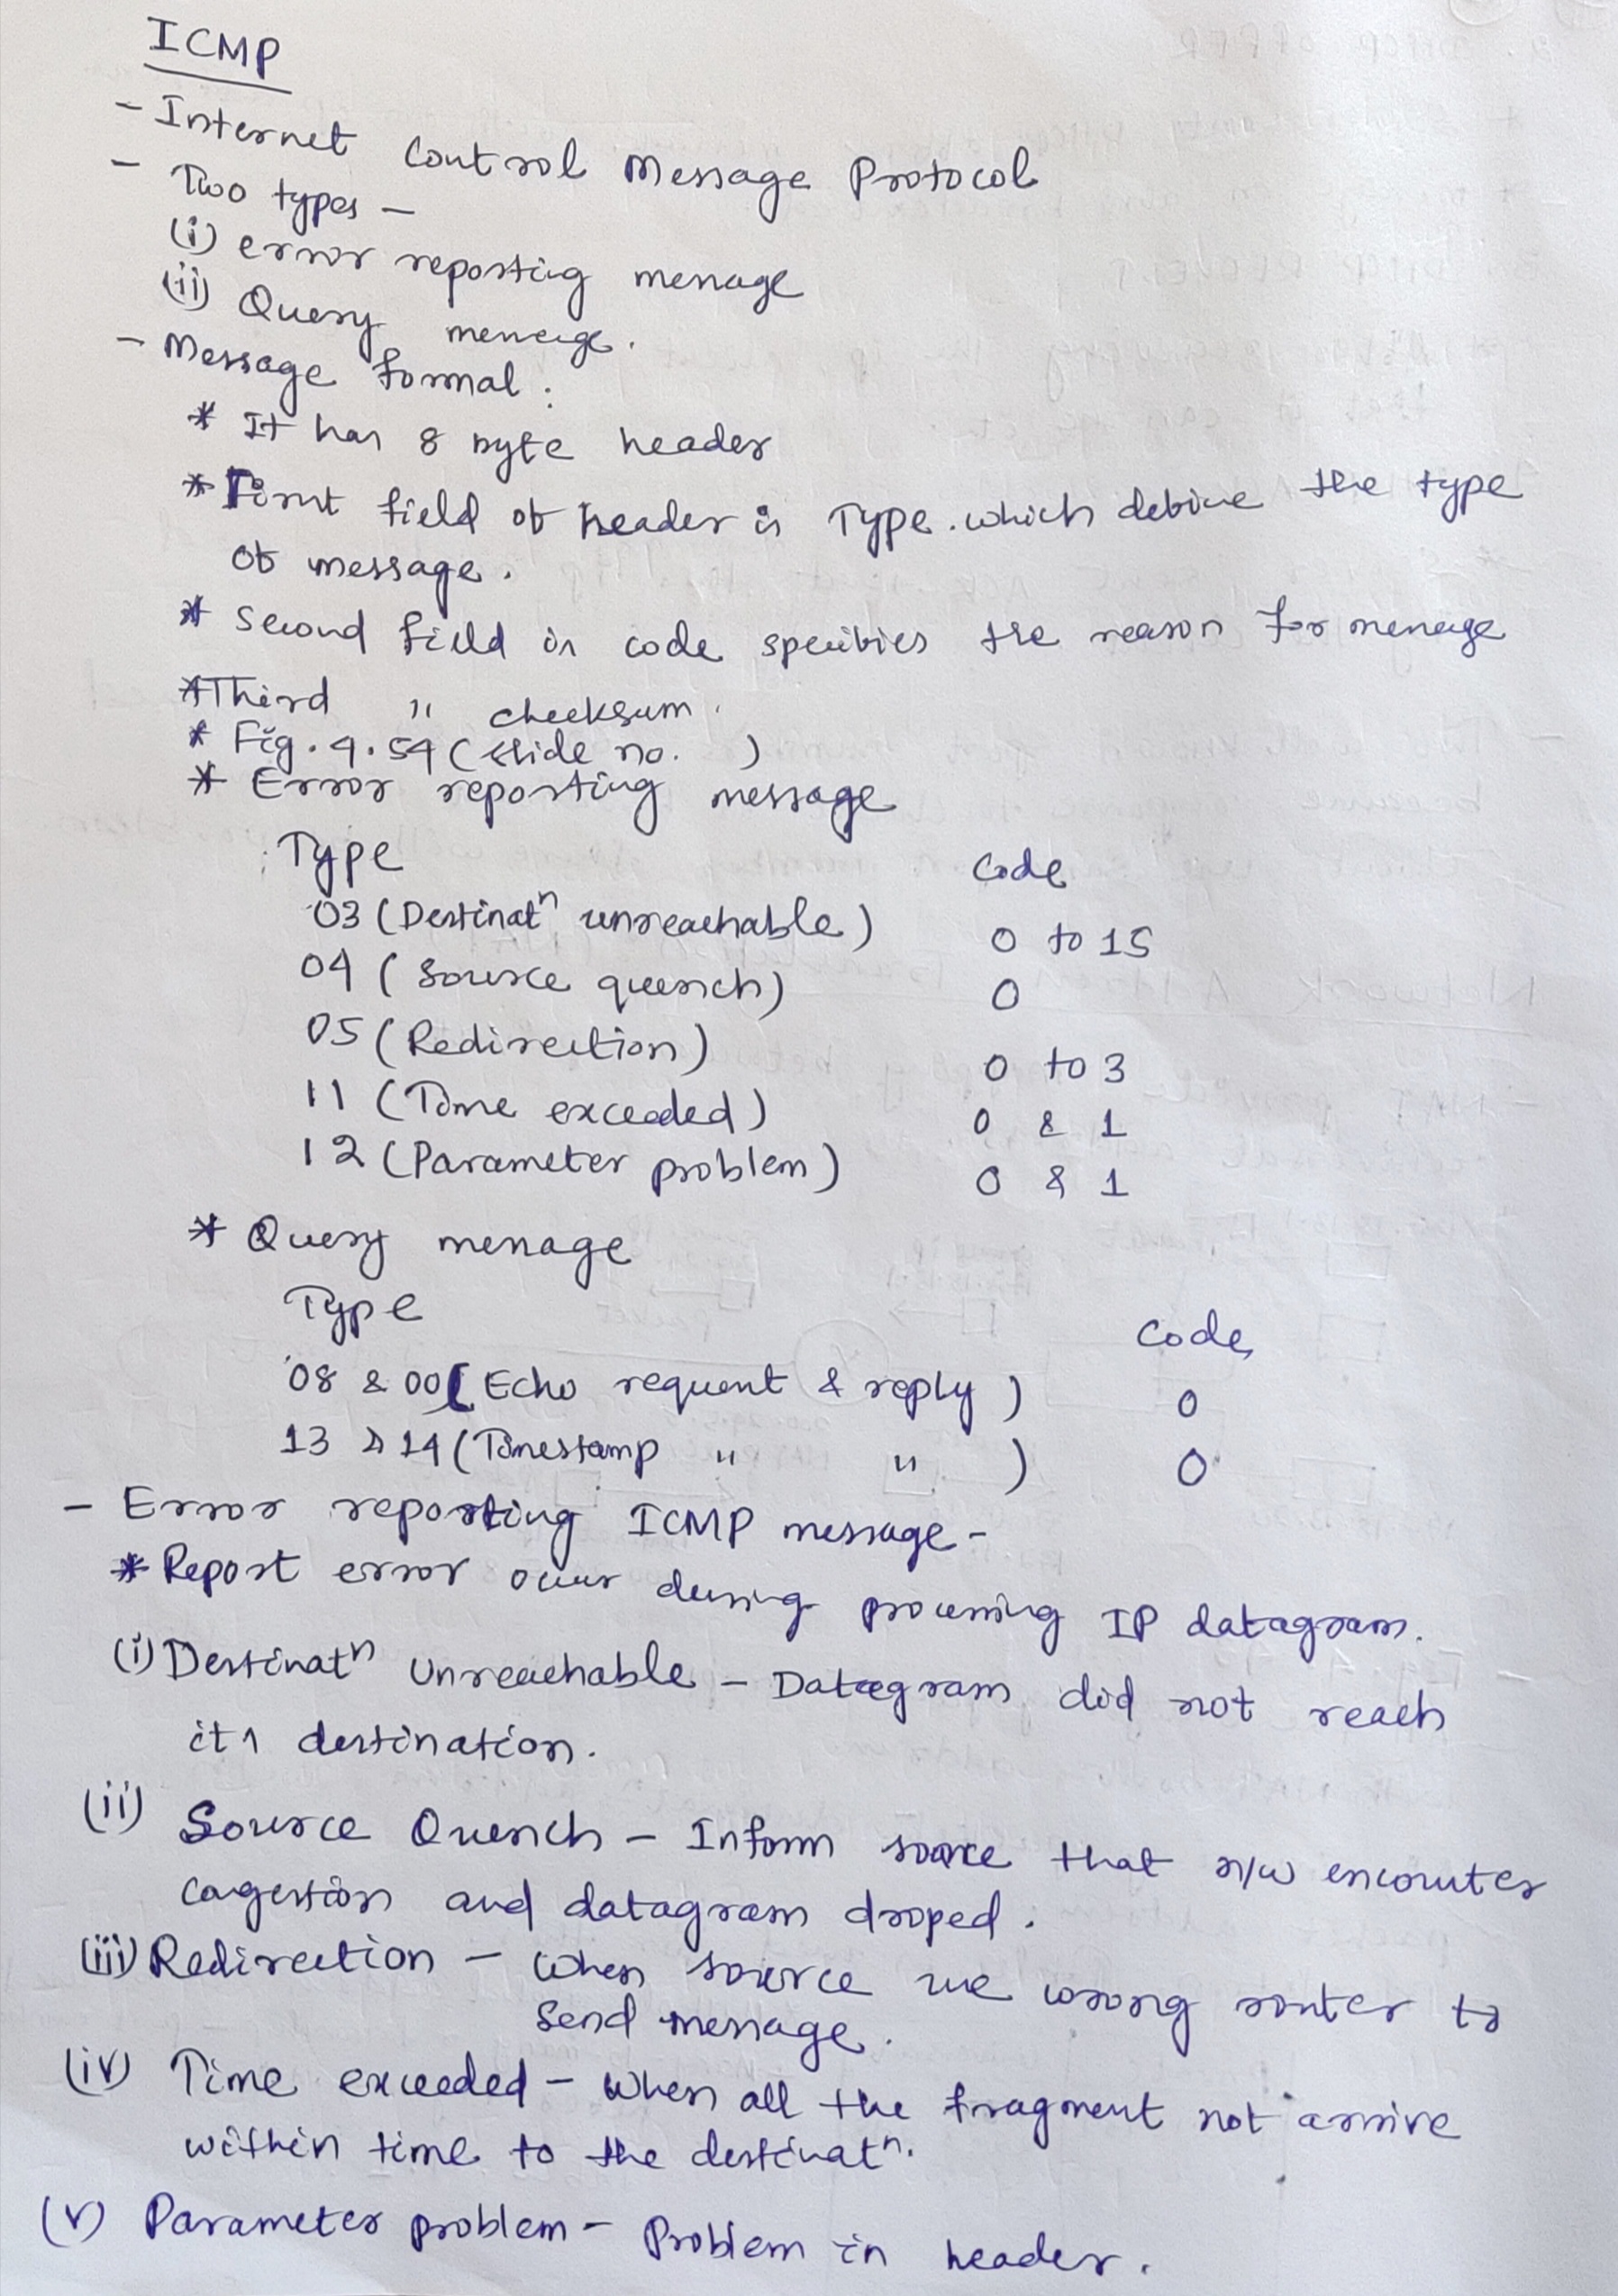 ICMP
- Internet Control Message Protocol
- Two types -
(i) error reporting message
(ii) Query message.
- Message format :
* It has 8 byte header
* First field of header is Type. which define the type
of message.
* Second field is code specifies the reason for message
* Third " checksum.
* Fig. 9.54 (slide no. )
* Error reporting message
Type Code
03 (Destinatn unreachable) 0 to 15
04 (Source quench) 0
05 (Redirection) 0 to 3
11 (Time exceeded) 0 & 1
12 (Parameter problem) 0 & 1
* Query message
Type Code
08 & 00 (Echo request & reply) 0
13 & 14 (Timestamp " " ) 0
- Error reporting ICMP message -
* Report error occur during processing IP datagram.
(i) Destinatn Unreachable - Datagram did not reach
its destination.
(ii) Source Quench - Inform source that n/w encounter
congestion and datagram droped.
(iii) Redirection - When source use wrong router to
Send message.
(iv) Time exceeded - When all the fragment not arrive
within time to the destinatn.
(v) Parameter problem - Problem in header.